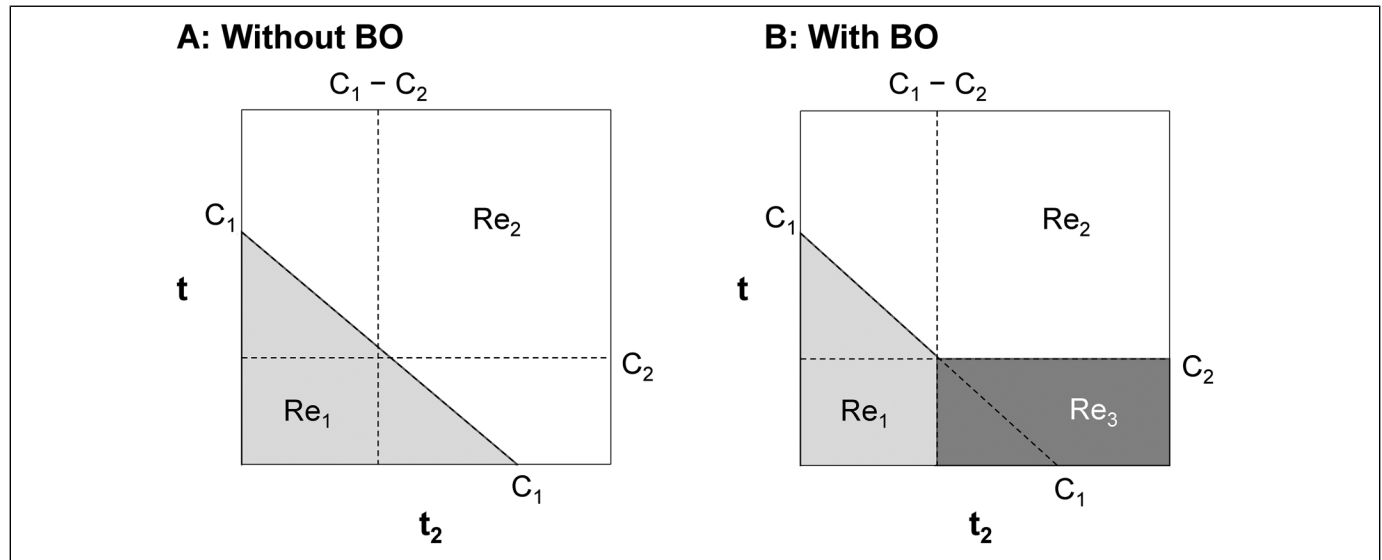 A: Without BO
C₁ − C₂
C₁
Re₂
t
C₂
Re₁
C₁
t₂
B: With BO
C₁ − C₂
C₁
Re₂
t
C₂
Re₁
Re₃
C₁
t₂